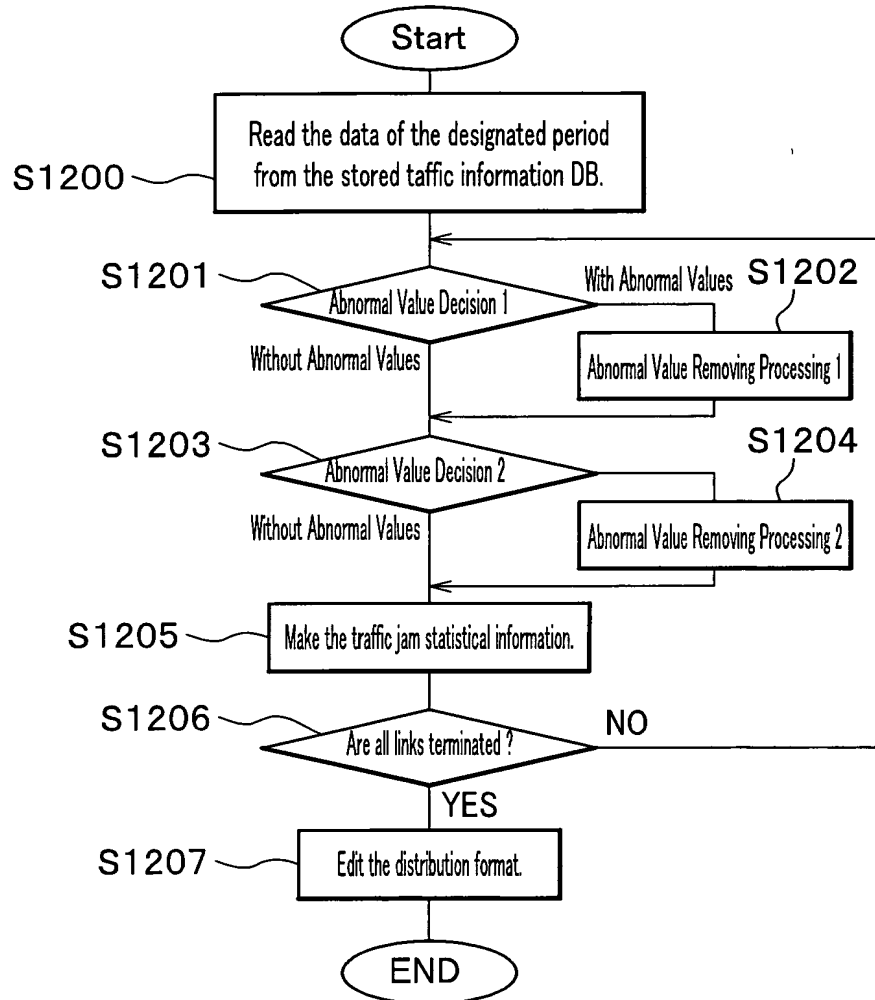 Start
Read the data of the designated period
from the stored taffic information DB.
S1200
S1201
Abnormal Value Decision 1
With Abnormal Values
S1202
Without Abnormal Values
Abnormal Value Removing Processing 1
S1203
Abnormal Value Decision 2
S1204
Without Abnormal Values
Abnormal Value Removing Processing 2
S1205
Make the traffic jam statistical information.
S1206
Are all links terminated ?
NO
YES
S1207
Edit the distribution format.
END